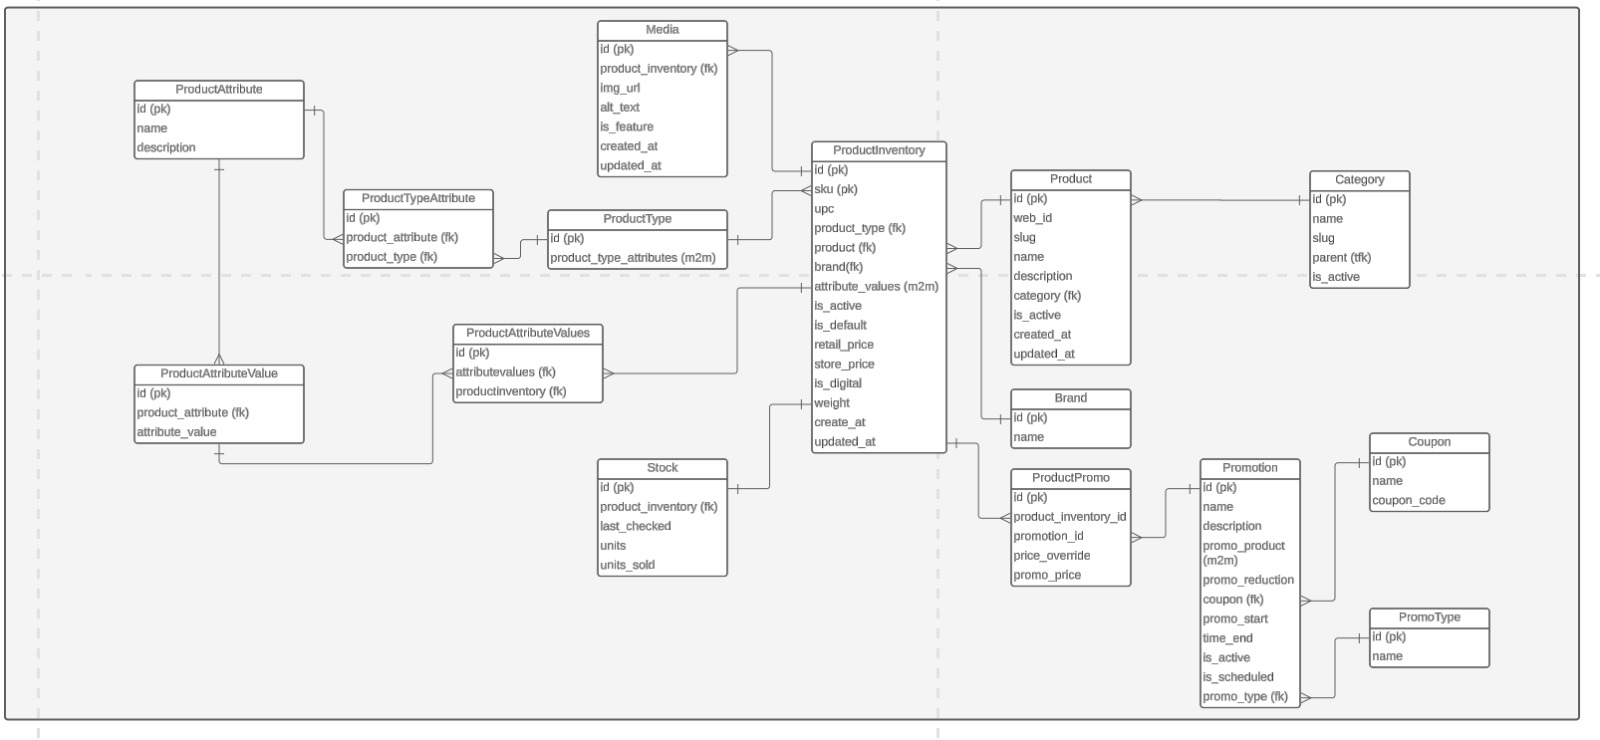 Media
id (pk)
product_inventory (fk)
img_url
alt_text
is_feature
created_at
updated_at
ProductAttribute
id (pk)
name
description
ProductTypeAttribute
id (pk)
product_attribute (fk)
product_type (fk)
ProductType
id (pk)
product_type_attributes (m2m)
ProductInventory
id (pk)
sku (pk)
upc
product_type (fk)
product (fk)
brand(fk)
attribute_values (m2m)
is_active
is_default
retail_price
store_price
is_digital
weight
create_at
updated_at
Product
id (pk)
web_id
slug
name
description
category (fk)
is_active
created_at
updated_at
Category
id (pk)
name
slug
parent (tfk)
is_active
ProductAttributeValue
id (pk)
product_attribute (fk)
attribute_value
ProductAttributeValues
id (pk)
attributevalues (fk)
productinventory (fk)
Stock
id (pk)
product_inventory (fk)
last_checked
units
units_sold
Brand
id (pk)
name
ProductPromo
id (pk)
product_inventory_id
promotion_id
price_override
promo_price
Promotion
id (pk)
name
description
promo_product
(m2m)
promo_reduction
coupon (fk)
promo_start
time_end
is_active
is_scheduled
promo_type (fk)
Coupon
id (pk)
name
coupon_code
PromoType
id (pk)
name